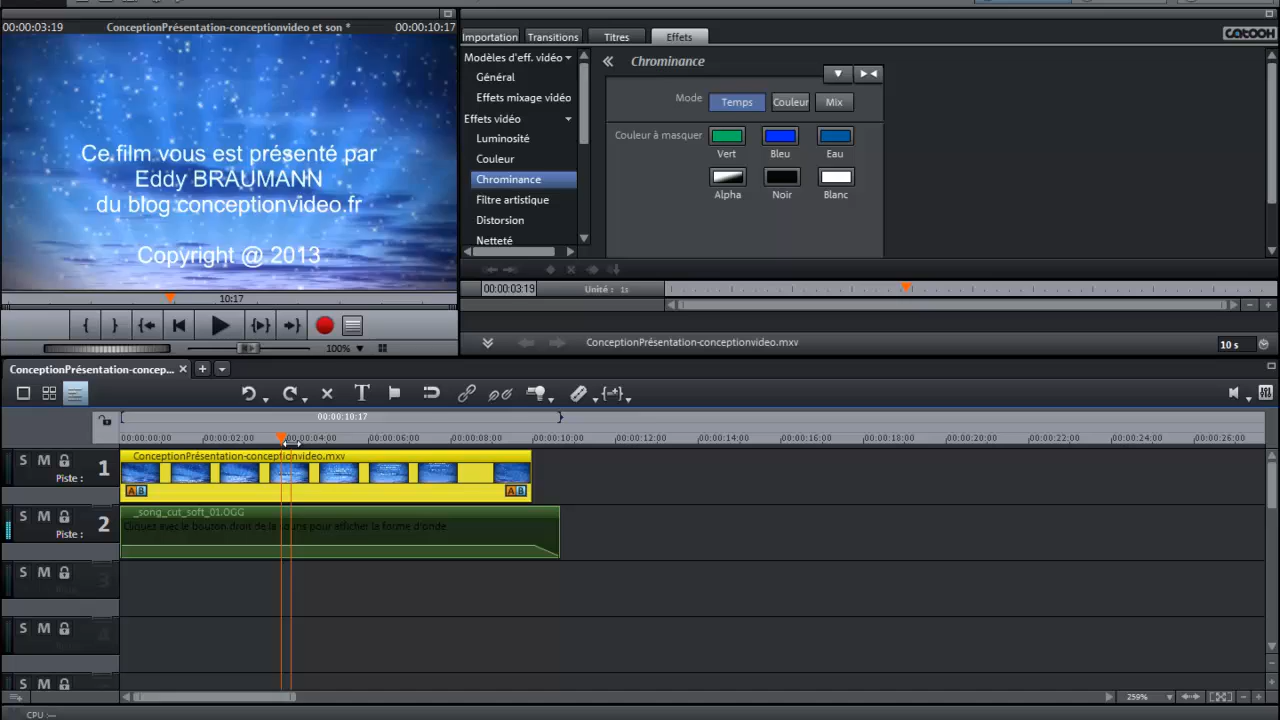 00:00:03:19 ConceptionPrésentation-conceptionvideo et son * 00:00:10:17
Ce film vous est présenté par
Eddy BRAUMANN
du blog conceptionvideo.fr
Copyright @ 2013
10:17
100%
Importation Transitions Titres Effets
CATOOH
Modèles d'eff. vidéo
Général
Effets mixage vidéo
Effets vidéo
Luminosité
Couleur
Chrominance
Filtre artistique
Distorsion
Netteté
Chrominance
Mode Temps Couleur Mix
Couleur à masquer
Vert Bleu Eau
Alpha Noir Blanc
00:00:03:19 Unité : 1s
ConceptionPrésentation-conceptionvideo.mxv 10 s
ConceptionPrésentation-concep...
00:00:10:17
00:00:00:00 00:00:02:00 00:00:04:00 00:00:06:00 00:00:08:00 00:00:10:00 00:00:12:00 00:00:14:00 00:00:16:00 00:00:18:00 00:00:20:00 00:00:22:00 00:00:24:00 00:00:26:00
S M 1
Piste :
ConceptionPrésentation-conceptionvideo.mxv
AB AB
S M 2
Piste :
_song_cut_soft_01.OGG
Cliquez avec le bouton droit de la souris pour afficher la forme d'onde
S M 3
S M 4
S M
259%
CPU :--